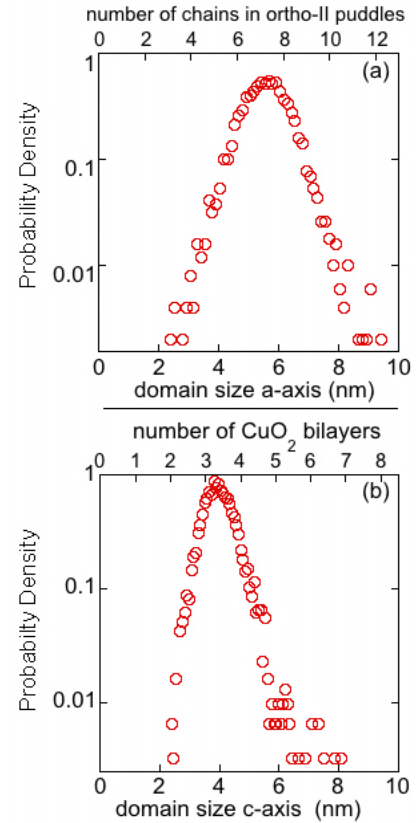 number of chains in ortho-II puddles
0 2 4 6 8 10 12
(a)
1
0.1
0.01
Probability Density
0 2 4 6 8 10
domain size a-axis (nm)
number of CuO2 bilayers
0 1 2 3 4 5 6 7 8
(b)
1
0.1
0.01
Probabilty Density
0 2 4 6 8 10
domain size c-axis (nm)